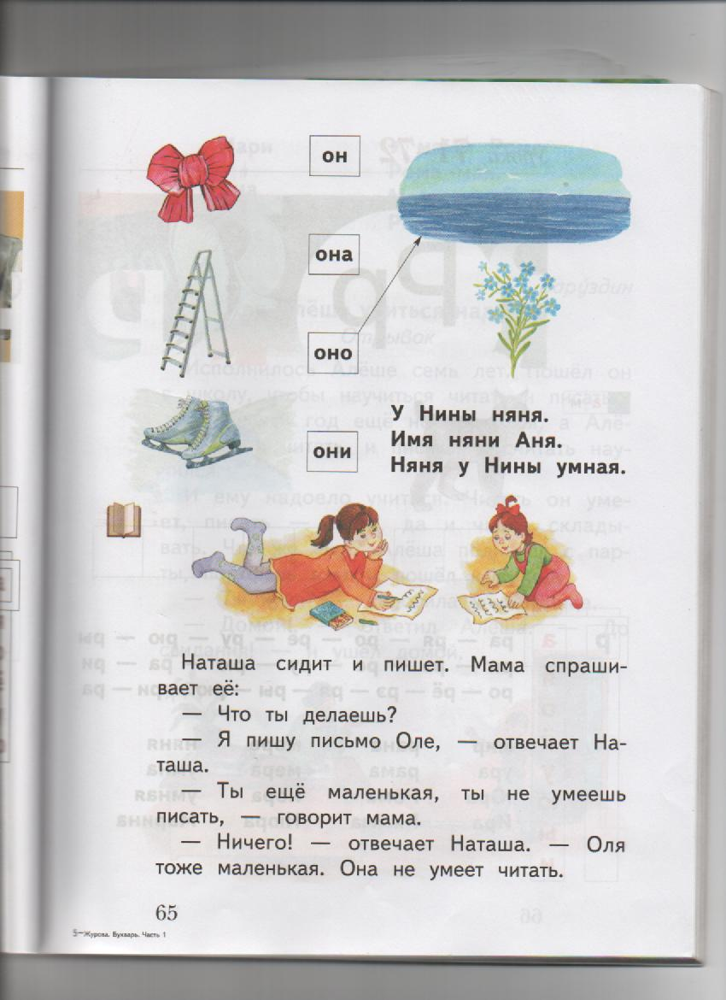 он
она
оно
они
У Нины няня.
Имя няни Аня.
Няня у Нины умная.
Наташа сидит и пишет. Мама спраши-
вает её:
— Что ты делаешь?
— Я пишу письмо Оле, — отвечает На-
таша.
— Ты ещё маленькая, ты не умеешь
писать, — говорит мама.
— Ничего! — отвечает Наташа. — Оля
тоже маленькая. Она не умеет читать.
65
5—Журова. Букварь. Часть 1